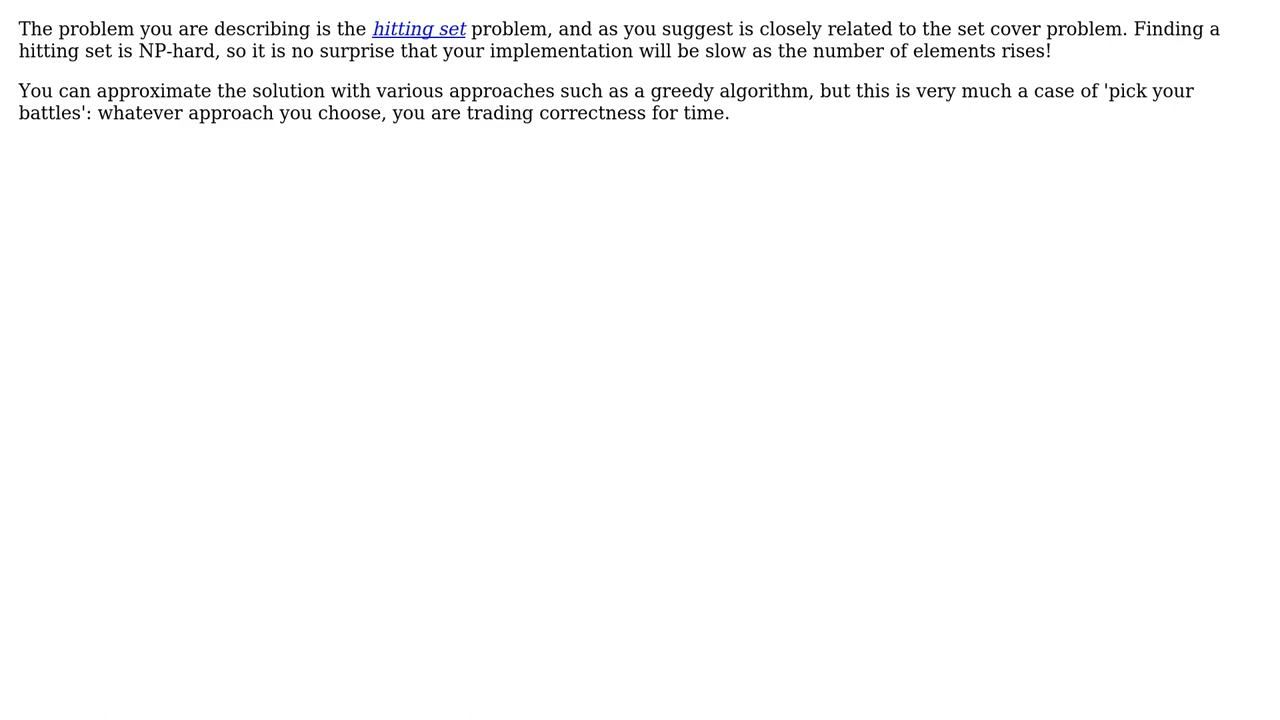 The problem you are describing is the hitting set problem, and as you suggest is closely related to the set cover problem. Finding a
hitting set is NP-hard, so it is no surprise that your implementation will be slow as the number of elements rises!
You can approximate the solution with various approaches such as a greedy algorithm, but this is very much a case of 'pick your
battles': whatever approach you choose, you are trading correctness for time.